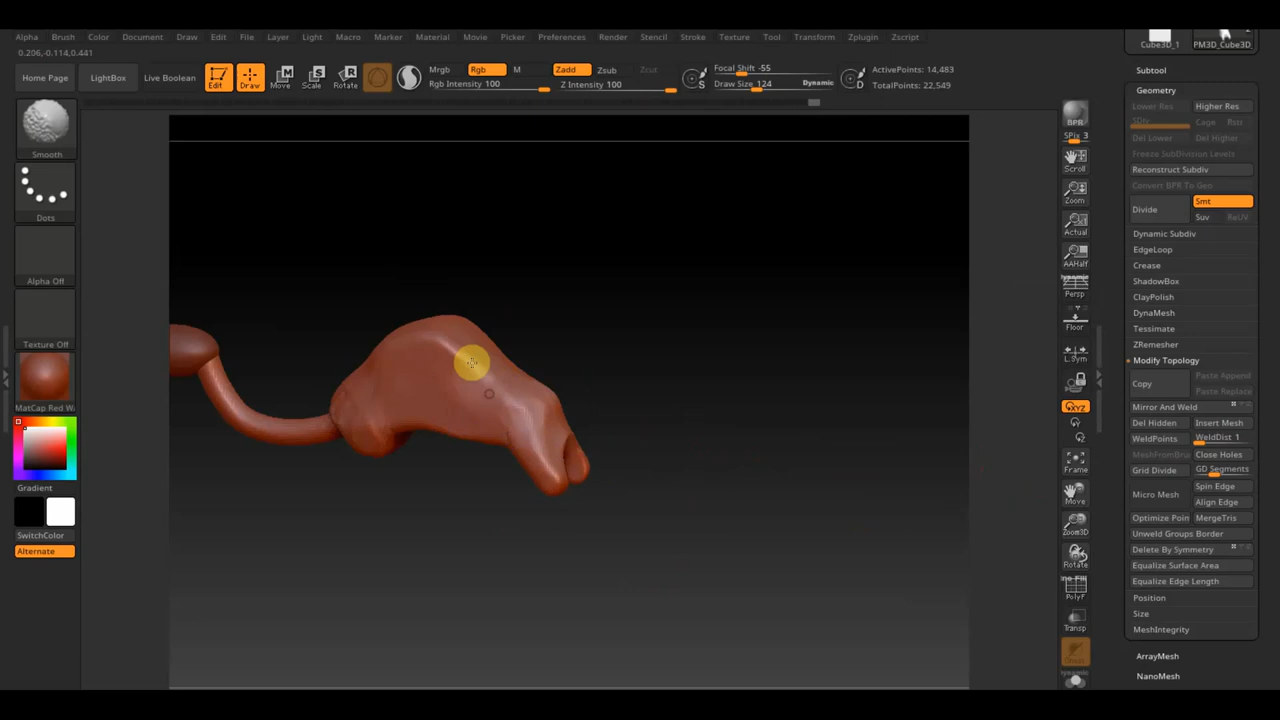 Alpha Brush Color Document Draw Edit File Layer Light Macro Marker Material Movie Picker Preferences Render Stencil Stroke Texture Tool Transform Zplugin Zscript
0.206,-0.114,0.441
Home Page
LightBox
Live Boolean
Edit
Draw
Move
Scale
Rotate
Mrgb Rgb M
Rgb Intensity 100
Zadd Zsub Zcut
Z Intensity 100
S
Focal Shift -55
Draw Size 124 Dynamic
D
ActivePoints: 14,483
TotalPoints: 22,549
Smooth
Dots
Alpha Off
Texture Off
MatCap Red W
Gradient
SwitchColor
Alternate
BPR
SPix 3
Scroll
Zoom
Actual
AAHalf
Persp
Floor
L.Sym
XYZ
Y
Z
Frame
Move
Zoom3D
Rotate
PolyF
Transp
Cube3D_1
PM3D_Cube3D_
Subtool
Geometry
Lower Res Higher Res
SDiv Cage Rstr
Del Lower Del Higher
Freeze SubDivision Levels
Reconstruct Subdiv
Convert BPR To Geo
Divide
Smt
Suv ReUV
Dynamic Subdiv
EdgeLoop
Crease
ShadowBox
ClayPolish
DynaMesh
Tessimate
ZRemesher
Modify Topology
Copy
Paste Append
Paste Replace
Mirror And Weld
Del Hidden Insert Mesh
WeldPoints WeldDist 1
MeshFromBru Close Holes
Grid Divide GD Segments
Micro Mesh
Spin Edge
Align Edge
Optimize Poin MergeTris
Unweld Groups Border
Delete By Symmetry
Equalize Surface Area
Equalize Edge Length
Position
Size
MeshIntegrity
ArrayMesh
NanoMesh